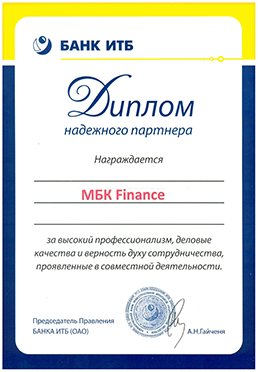 БАНК ИТБ
Диплом
надежного партнера
Награждается
МБК Finance
за высокий профессионализм, деловые
качества и верность духу сотрудничества,
проявленные в совместной деятельности.
Председатель Правления
БАНКА ИТБ (ОАО)
А.Н.Гайченя